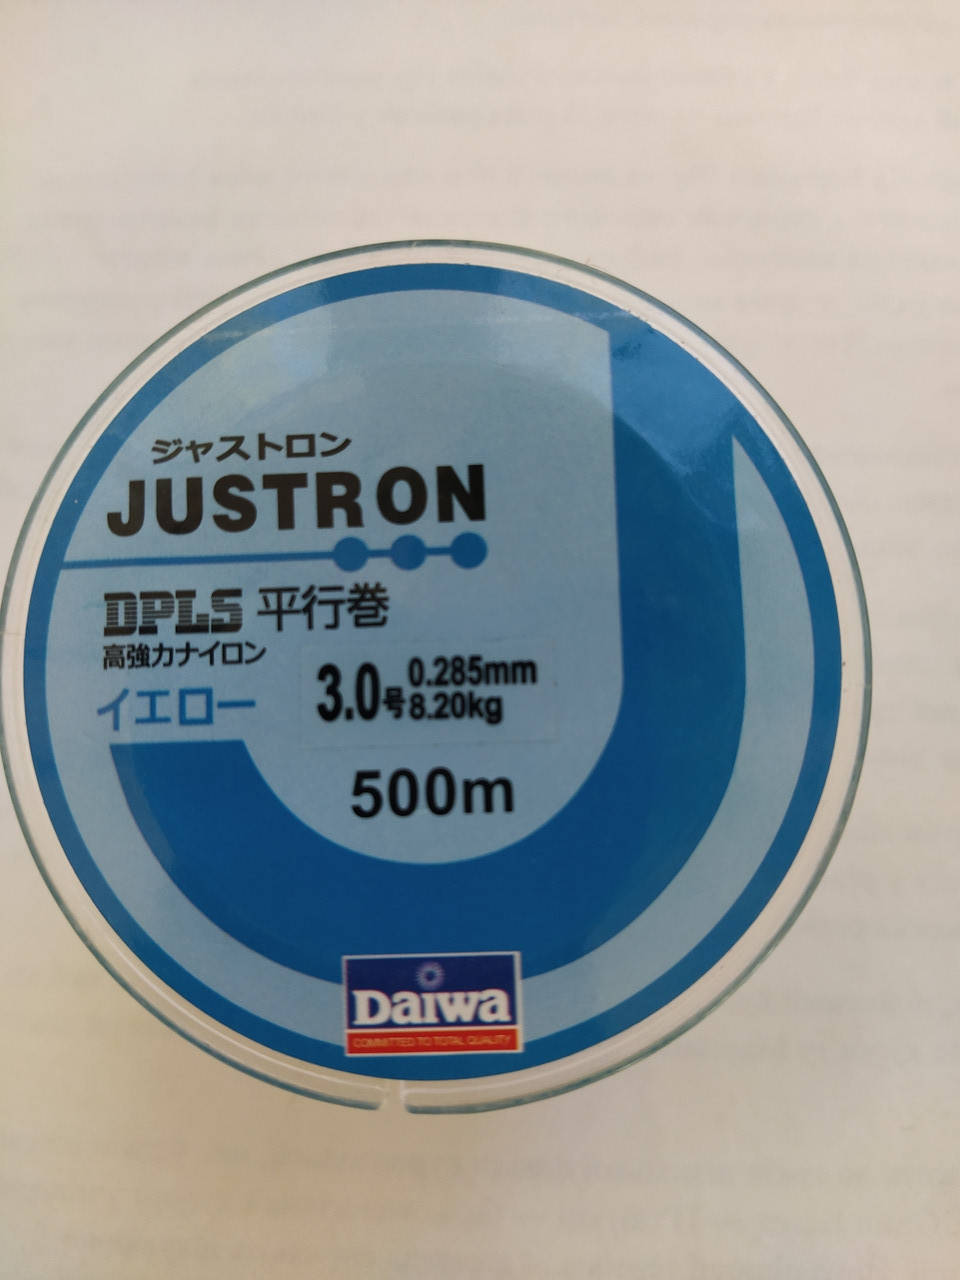 ジャストロン
JUSTRON
DPLS 平行巻
高強力ナイロン
イエロー
3.0号 0.285mm
8.20kg
500m
Daiwa
COMMITTED TO TOTAL QUALITY